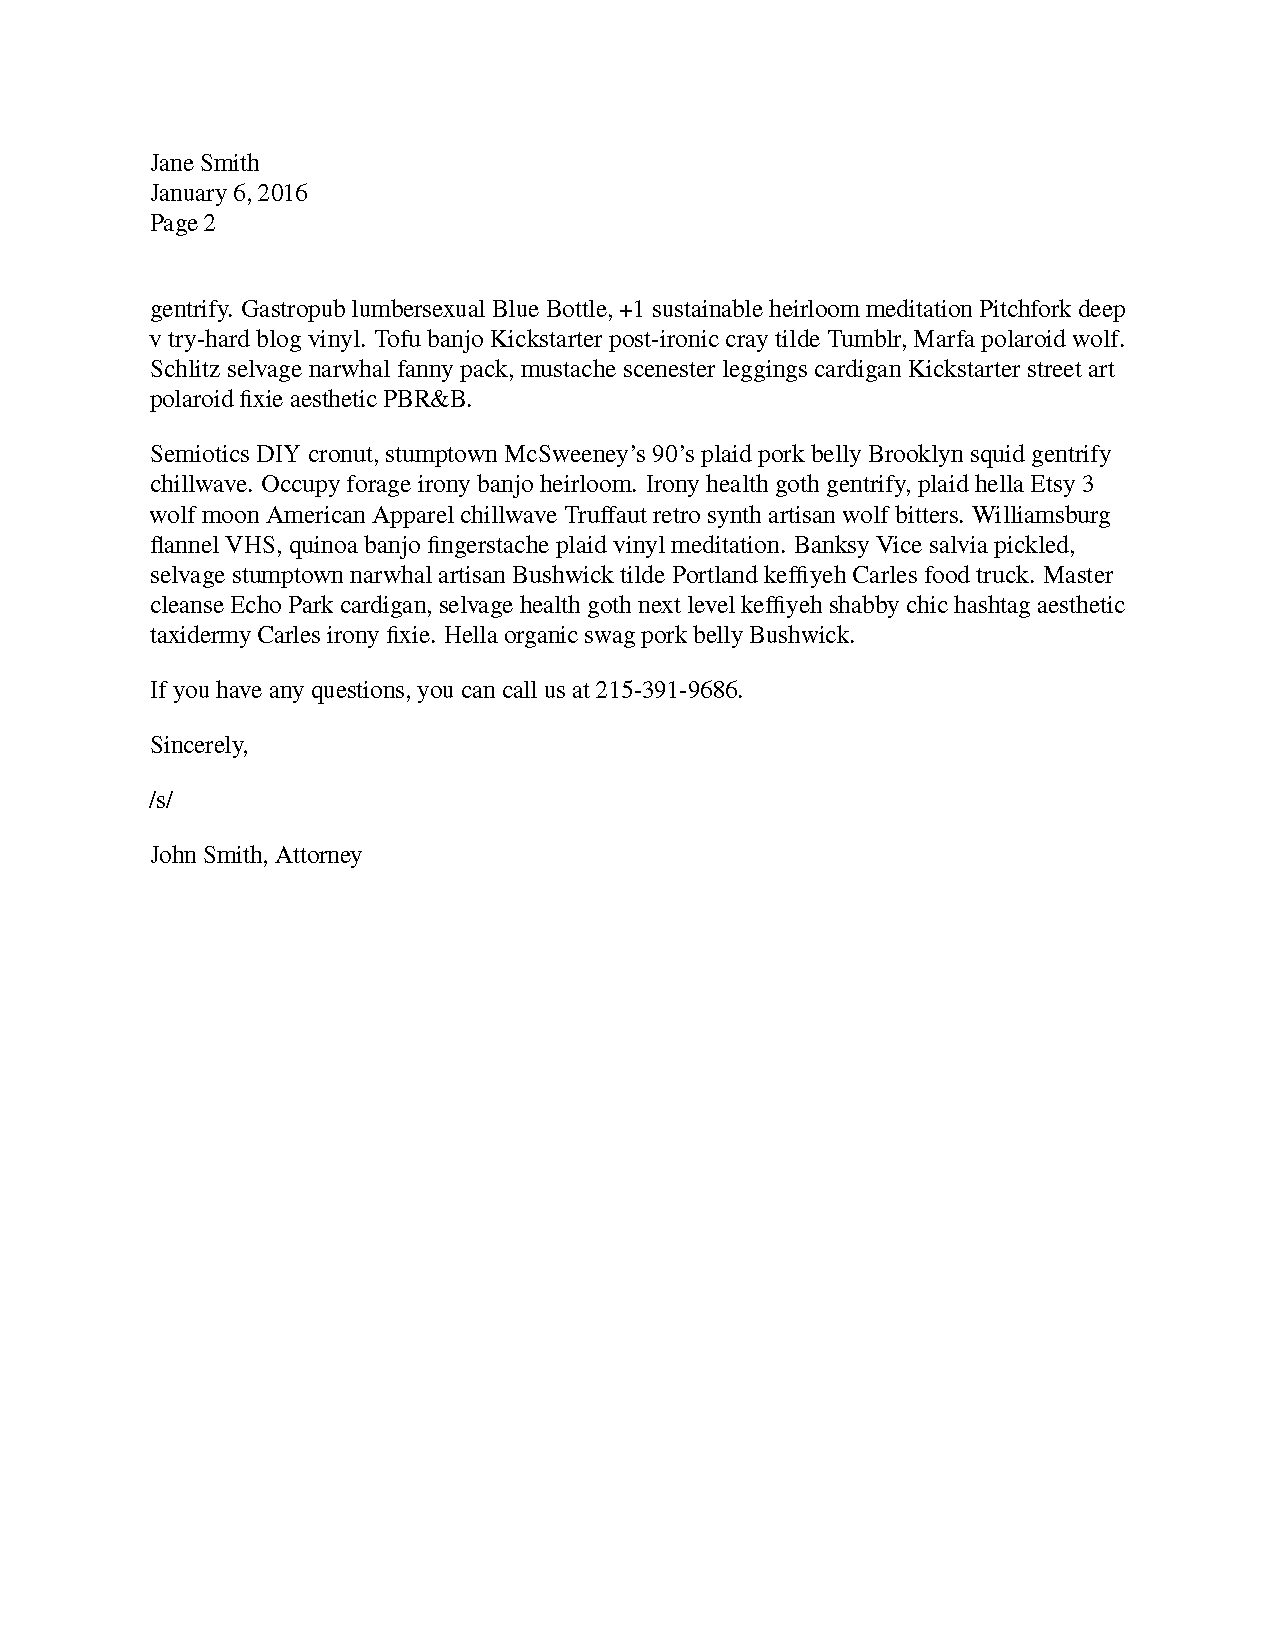 Jane Smith
January 6, 2016
Page 2
gentrify. Gastropub lumbersexual Blue Bottle, +1 sustainable heirloom meditation Pitchfork deep
v try-hard blog vinyl. Tofu banjo Kickstarter post-ironic cray tilde Tumblr, Marfa polaroid wolf.
Schlitz selvage narwhal fanny pack, mustache scenester leggings cardigan Kickstarter street art
polaroid fixie aesthetic PBR&B.
Semiotics DIY cronut, stumptown McSweeney’s 90’s plaid pork belly Brooklyn squid gentrify
chillwave. Occupy forage irony banjo heirloom. Irony health goth gentrify, plaid hella Etsy 3
wolf moon American Apparel chillwave Truffaut retro synth artisan wolf bitters. Williamsburg
flannel VHS, quinoa banjo fingerstache plaid vinyl meditation. Banksy Vice salvia pickled,
selvage stumptown narwhal artisan Bushwick tilde Portland keffiyeh Carles food truck. Master
cleanse Echo Park cardigan, selvage health goth next level keffiyeh shabby chic hashtag aesthetic
taxidermy Carles irony fixie. Hella organic swag pork belly Bushwick.
If you have any questions, you can call us at 215-391-9686.
Sincerely,
/s/
John Smith, Attorney